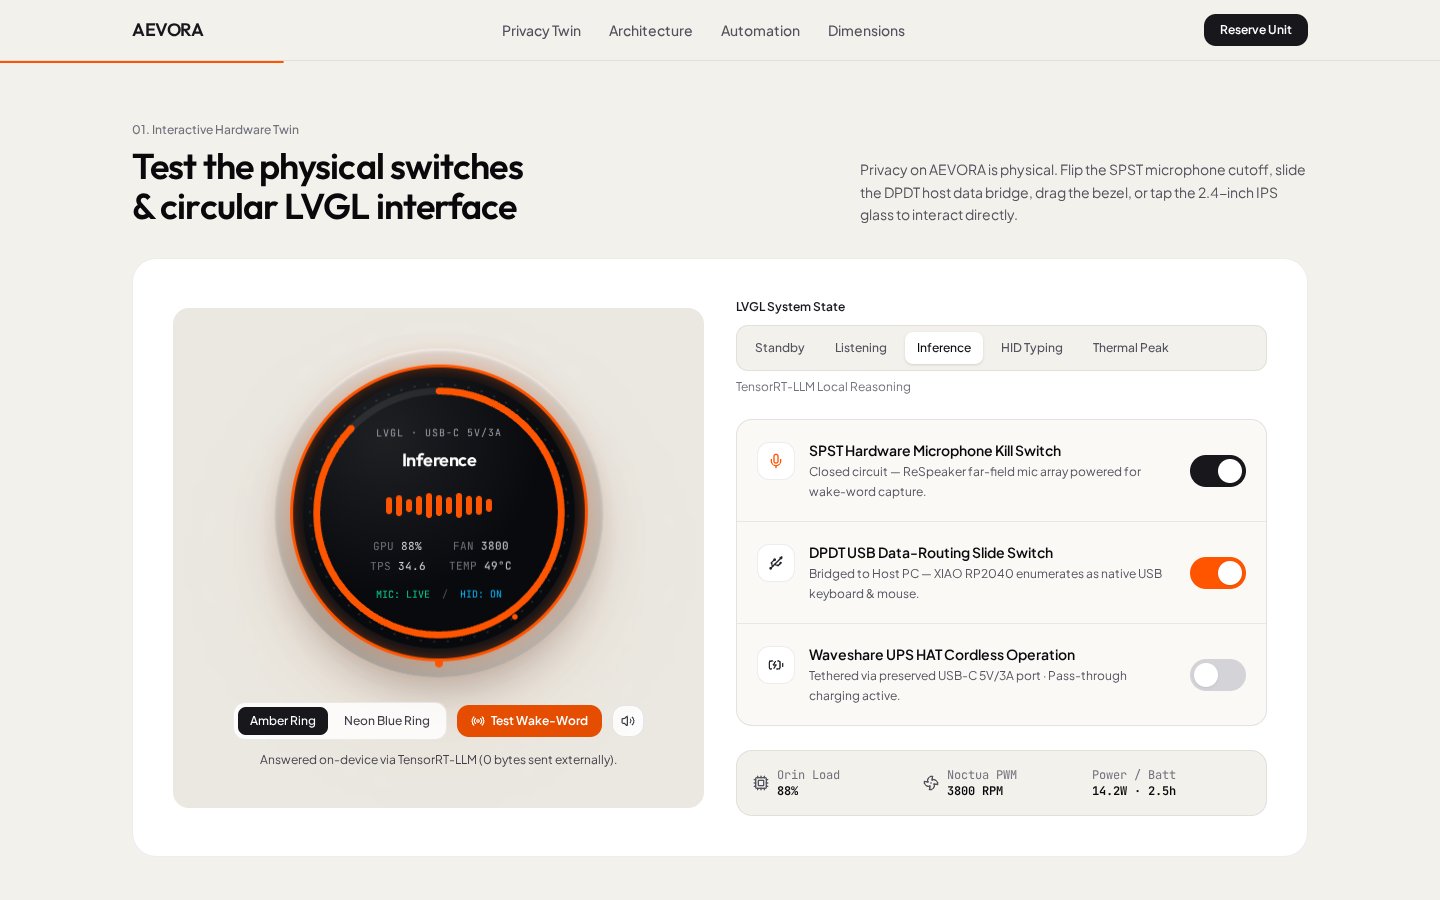 AEVORA
Privacy Twin
Architecture
Automation
Dimensions
Reserve Unit
01. Interactive Hardware Twin
Test the physical switches
& circular LVGL interface
Privacy on AEVORA is physical. Flip the SPST microphone cutoff, slide
the DPDT host data bridge, drag the bezel, or tap the 2.4-inch IPS
glass to interact directly.
LVGL · USB-C 5V/3A
Inference
GPU 88% FAN 3800
TPS 34.6 TEMP 49°C
MIC: LIVE / HID: ON
Amber Ring
Neon Blue Ring
Test Wake-Word
Answered on-device via TensorRT-LLM (0 bytes sent externally).
LVGL System State
Standby
Listening
Inference
HID Typing
Thermal Peak
TensorRT-LLM Local Reasoning
SPST Hardware Microphone Kill Switch
Closed circuit — ReSpeaker far-field mic array powered for
wake-word capture.
DPDT USB Data-Routing Slide Switch
Bridged to Host PC — XIAO RP2040 enumerates as native USB
keyboard & mouse.
Waveshare UPS HAT Cordless Operation
Tethered via preserved USB-C 5V/3A port · Pass-through
charging active.
Orin Load
88%
Noctua PWM
3800 RPM
Power / Batt
14.2W · 2.5h